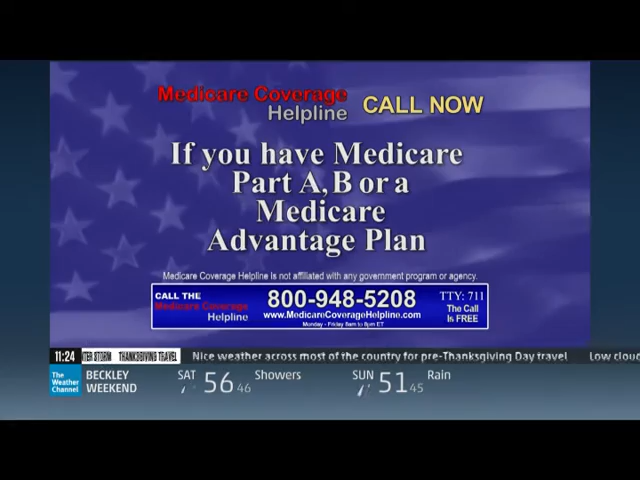 Medicare Coverage
Helpline
CALL NOW
If you have Medicare
Part A, B or a
Medicare
Advantage Plan
Medicare Coverage Helpline is not affiliated with any government program or agency.
CALL THE
Medicare Coverage
Helpline
800-948-5208
www.MedicareCoverageHelpline.com
Monday - Friday 8am to 8pm ET
TTY: 711
The Call
Is FREE
11:24
TER STORM THANKSGIVING TRAVEL
Nice weather across most of the country for pre-Thanksgiving Day travel Low clou
The
Weather
Channel
BECKLEY
WEEKEND
SAT 56 46 Showers
SUN 51 45 Rain